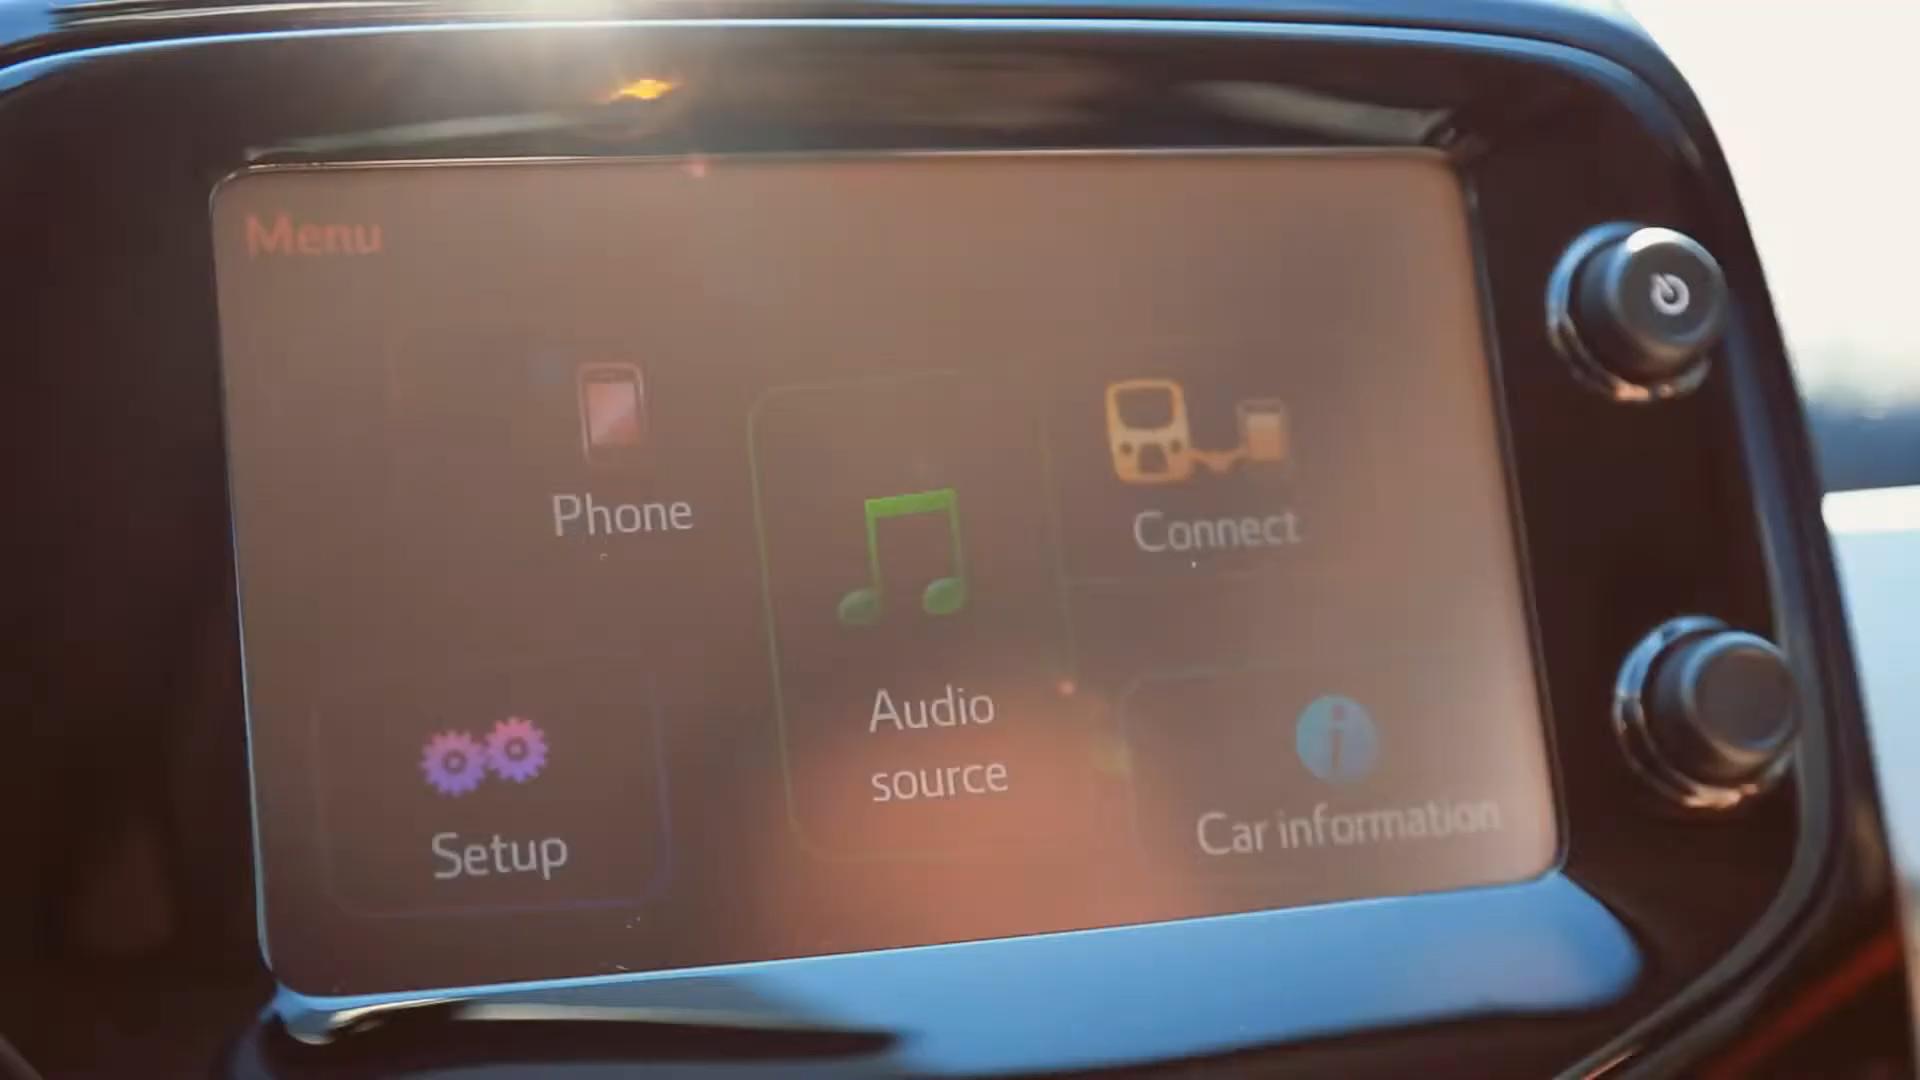 Menu
Phone
Connect
Audio
source
Setup
Car information